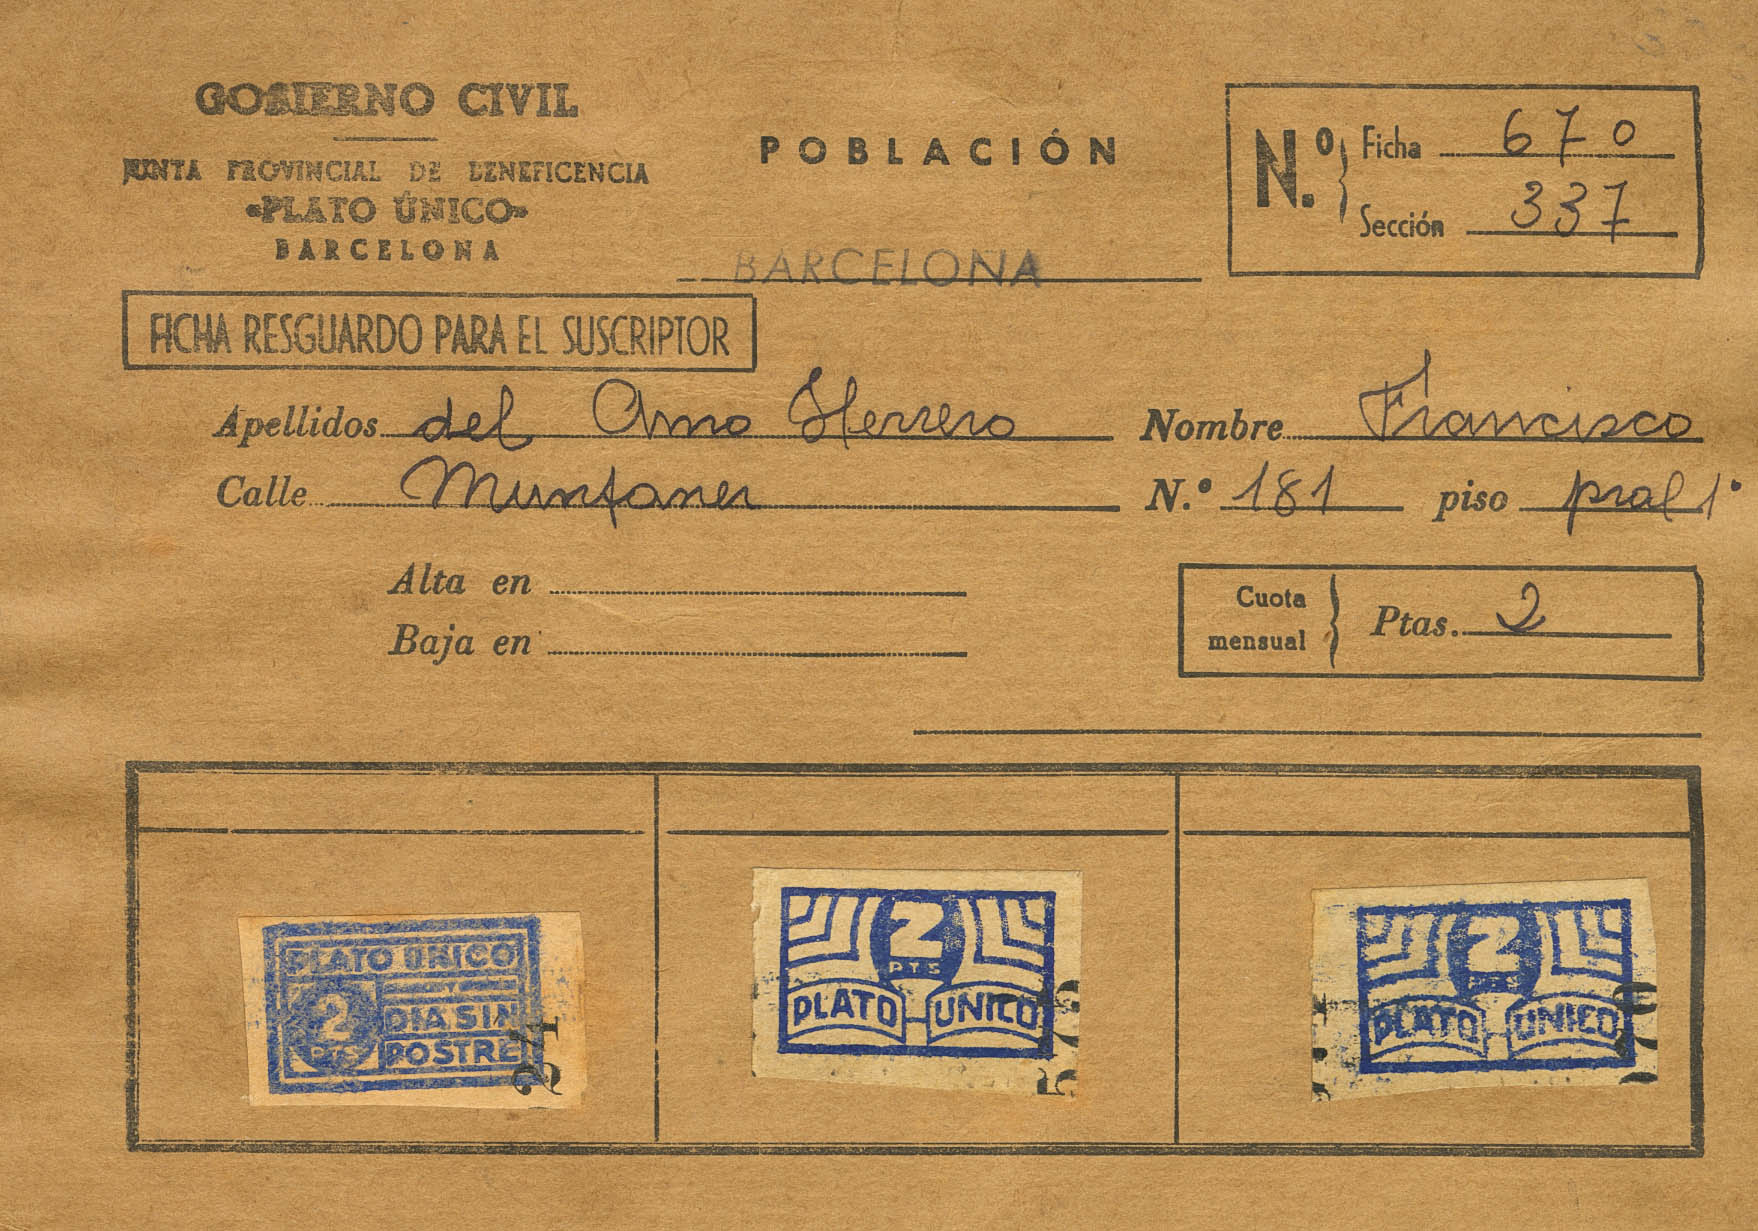 GOBIERNO CIVIL
JUNTA PROVINCIAL DE BENEFICENCIA
«PLATO ÚNICO»
BARCELONA
POBLACIÓN
BARCELONA
N.º Ficha 670
Sección 337
FICHA RESGUARDO PARA EL SUSCRIPTOR
Apellidos del Amo Herrero Nombre Francisco
Calle Muntaner N.º 181 piso pral 1º
Alta en
Baja en
Cuota mensual Ptas. 2
PLATO UNICO
Y
2 PTS
DIA SIN
POSTRE
24
2
PTS
PLATO UNICO
2
PTS
PLATO UNICO